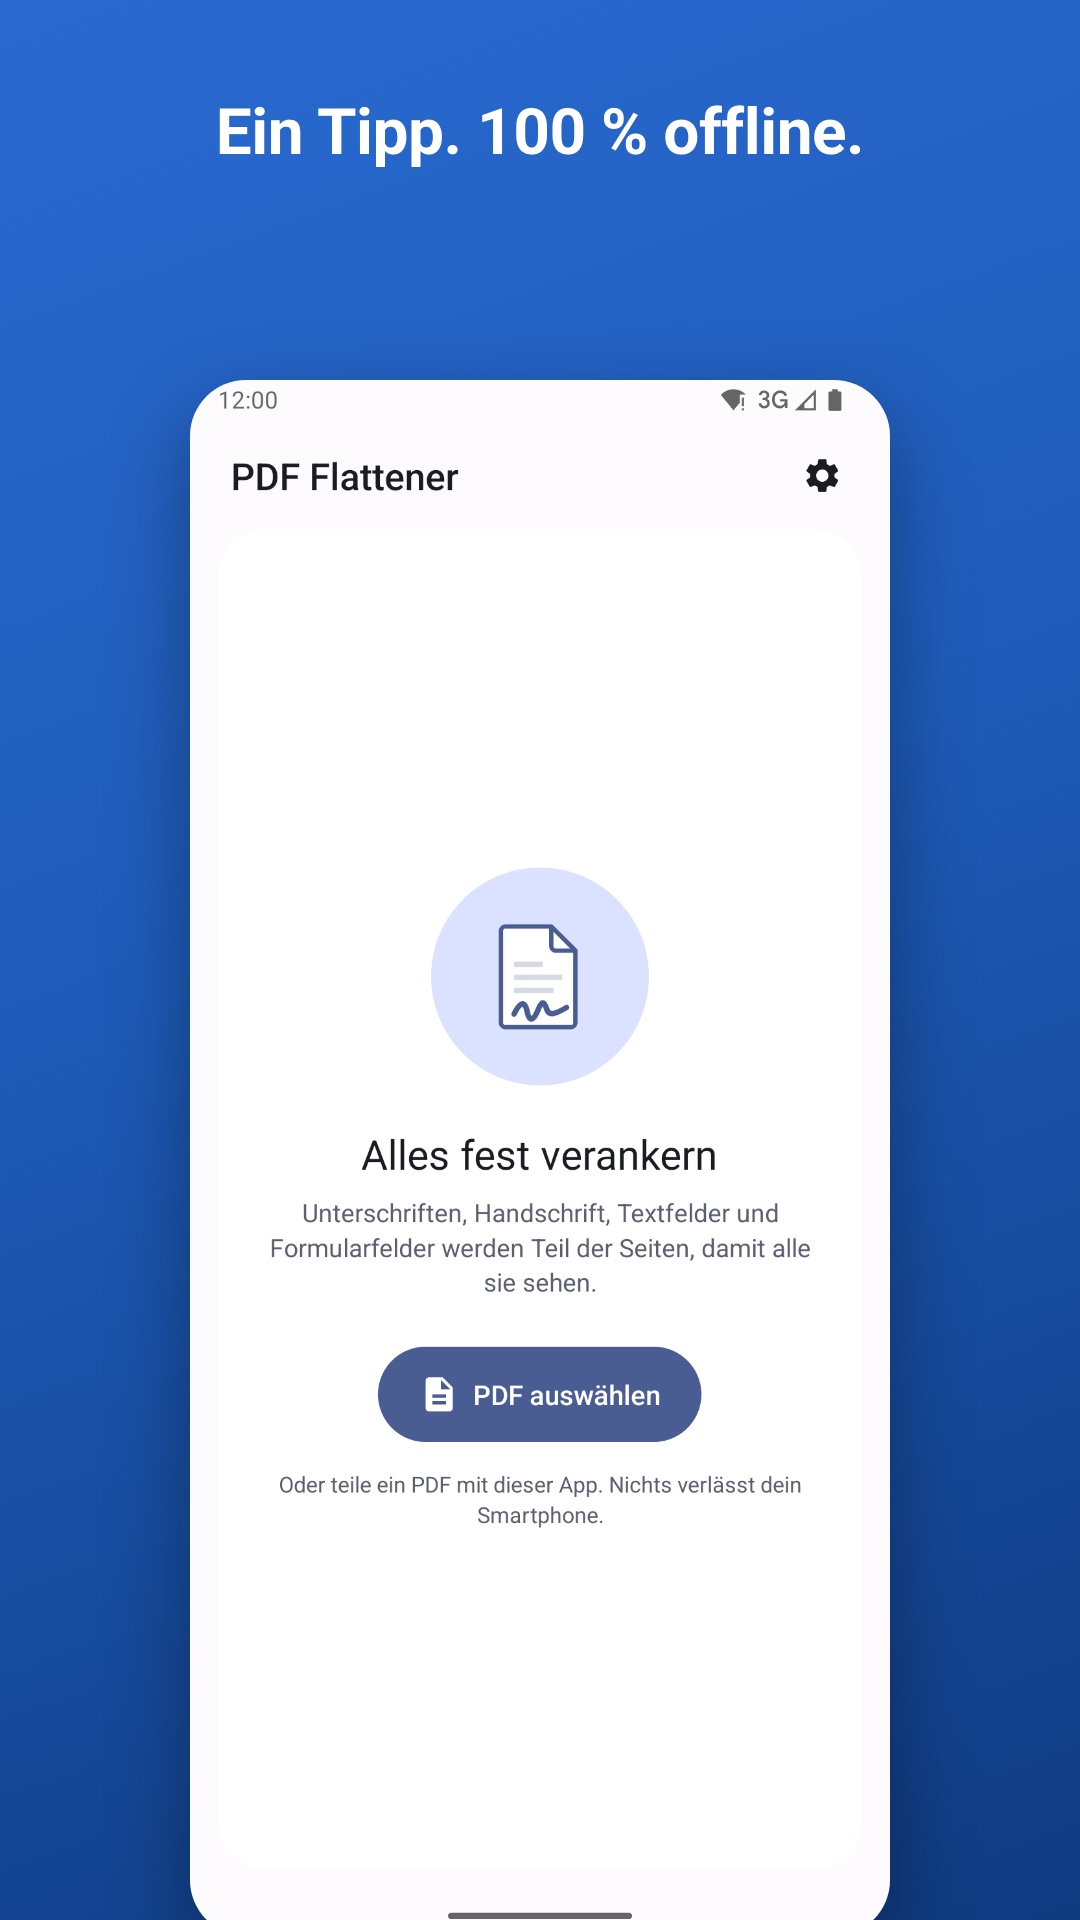 Ein Tipp. 100 % offline.
12:00
3G
PDF Flattener
Alles fest verankern
Unterschriften, Handschrift, Textfelder und
Formularfelder werden Teil der Seiten, damit alle
sie sehen.
PDF auswählen
Oder teile ein PDF mit dieser App. Nichts verlässt dein
Smartphone.